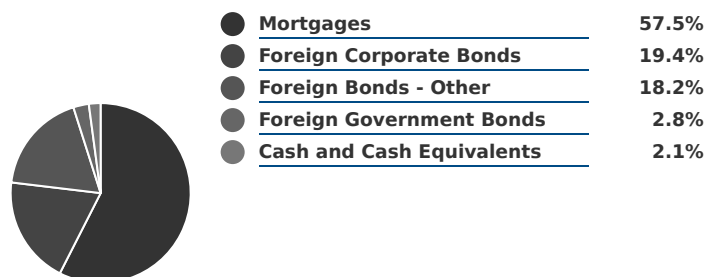 Mortgages 57.5%
Foreign Corporate Bonds 19.4%
Foreign Bonds - Other 18.2%
Foreign Government Bonds 2.8%
Cash and Cash Equivalents 2.1%